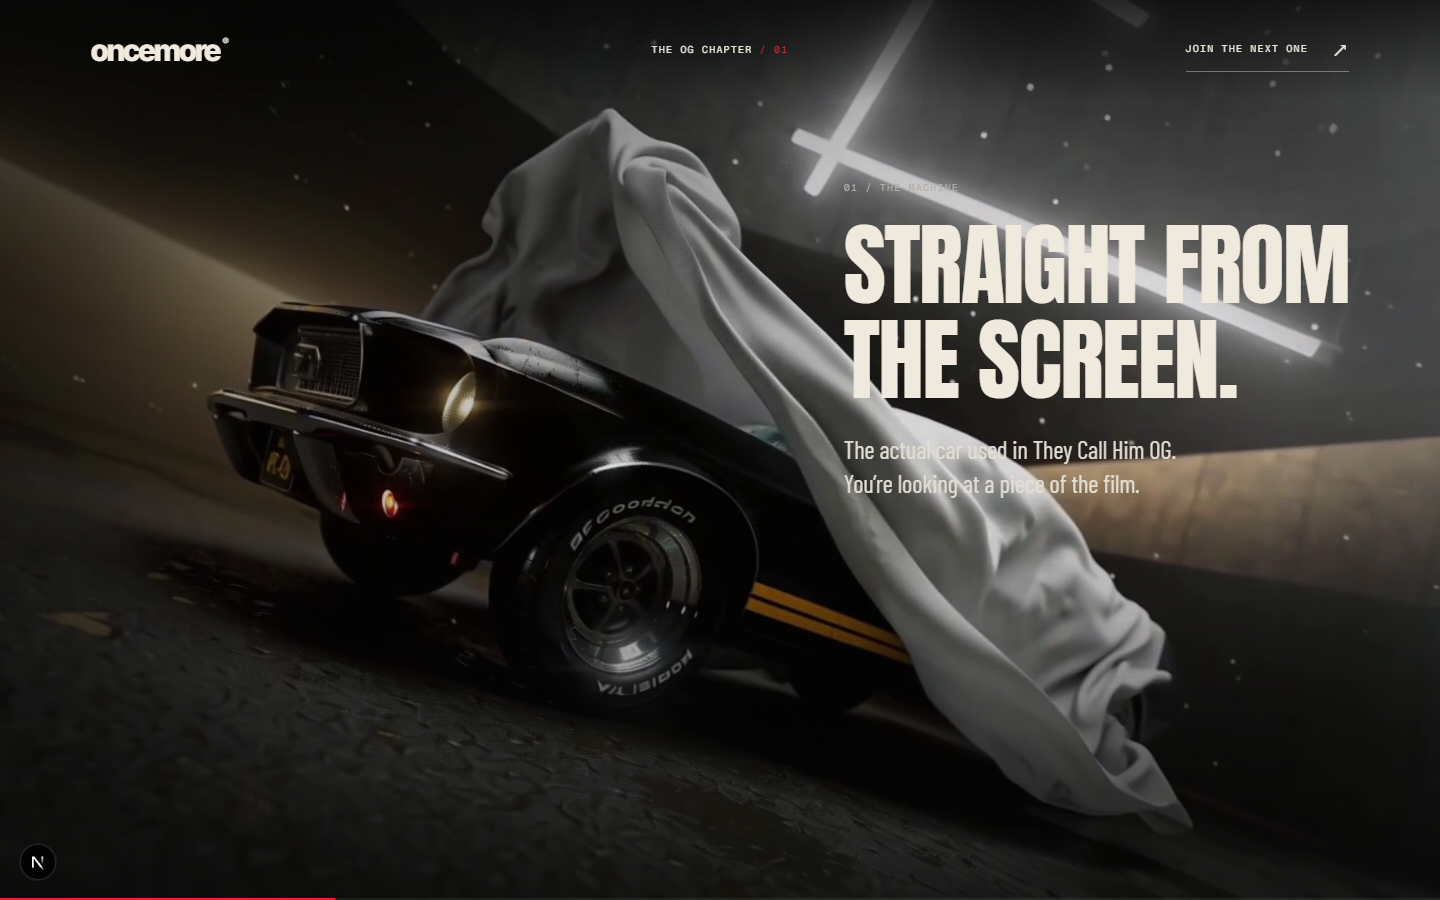 oncemore®
THE OG CHAPTER / 01
JOIN THE NEXT ONE ↗
01 / THE MACHINE
STRAIGHT FROM
THE SCREEN.
The actual car used in They Call Him OG.
You’re looking at a piece of the film.
N